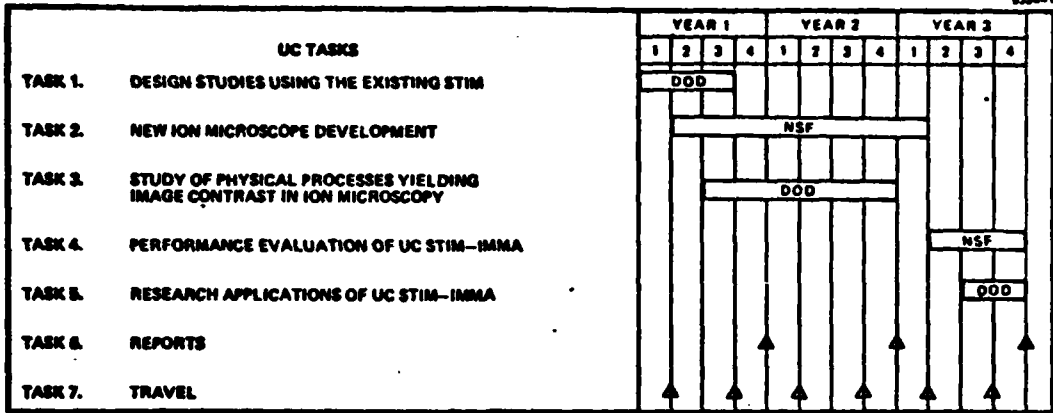 YEAR 1 YEAR 2 YEAR 3
UC TASKS 1 2 3 4 1 2 3 4 1 2 3 4
TASK 1. DESIGN STUDIES USING THE EXISTING STIM DOD
TASK 2. NEW ION MICROSCOPE DEVELOPMENT NSF
TASK 3. STUDY OF PHYSICAL PROCESSES YIELDING
IMAGE CONTRAST IN ION MICROSCOPY DOD
TASK 4. PERFORMANCE EVALUATION OF UC STIM–IMMA NSF
TASK 5. RESEARCH APPLICATIONS OF UC STIM–IMMA DOD
TASK 6. REPORTS
TASK 7. TRAVEL